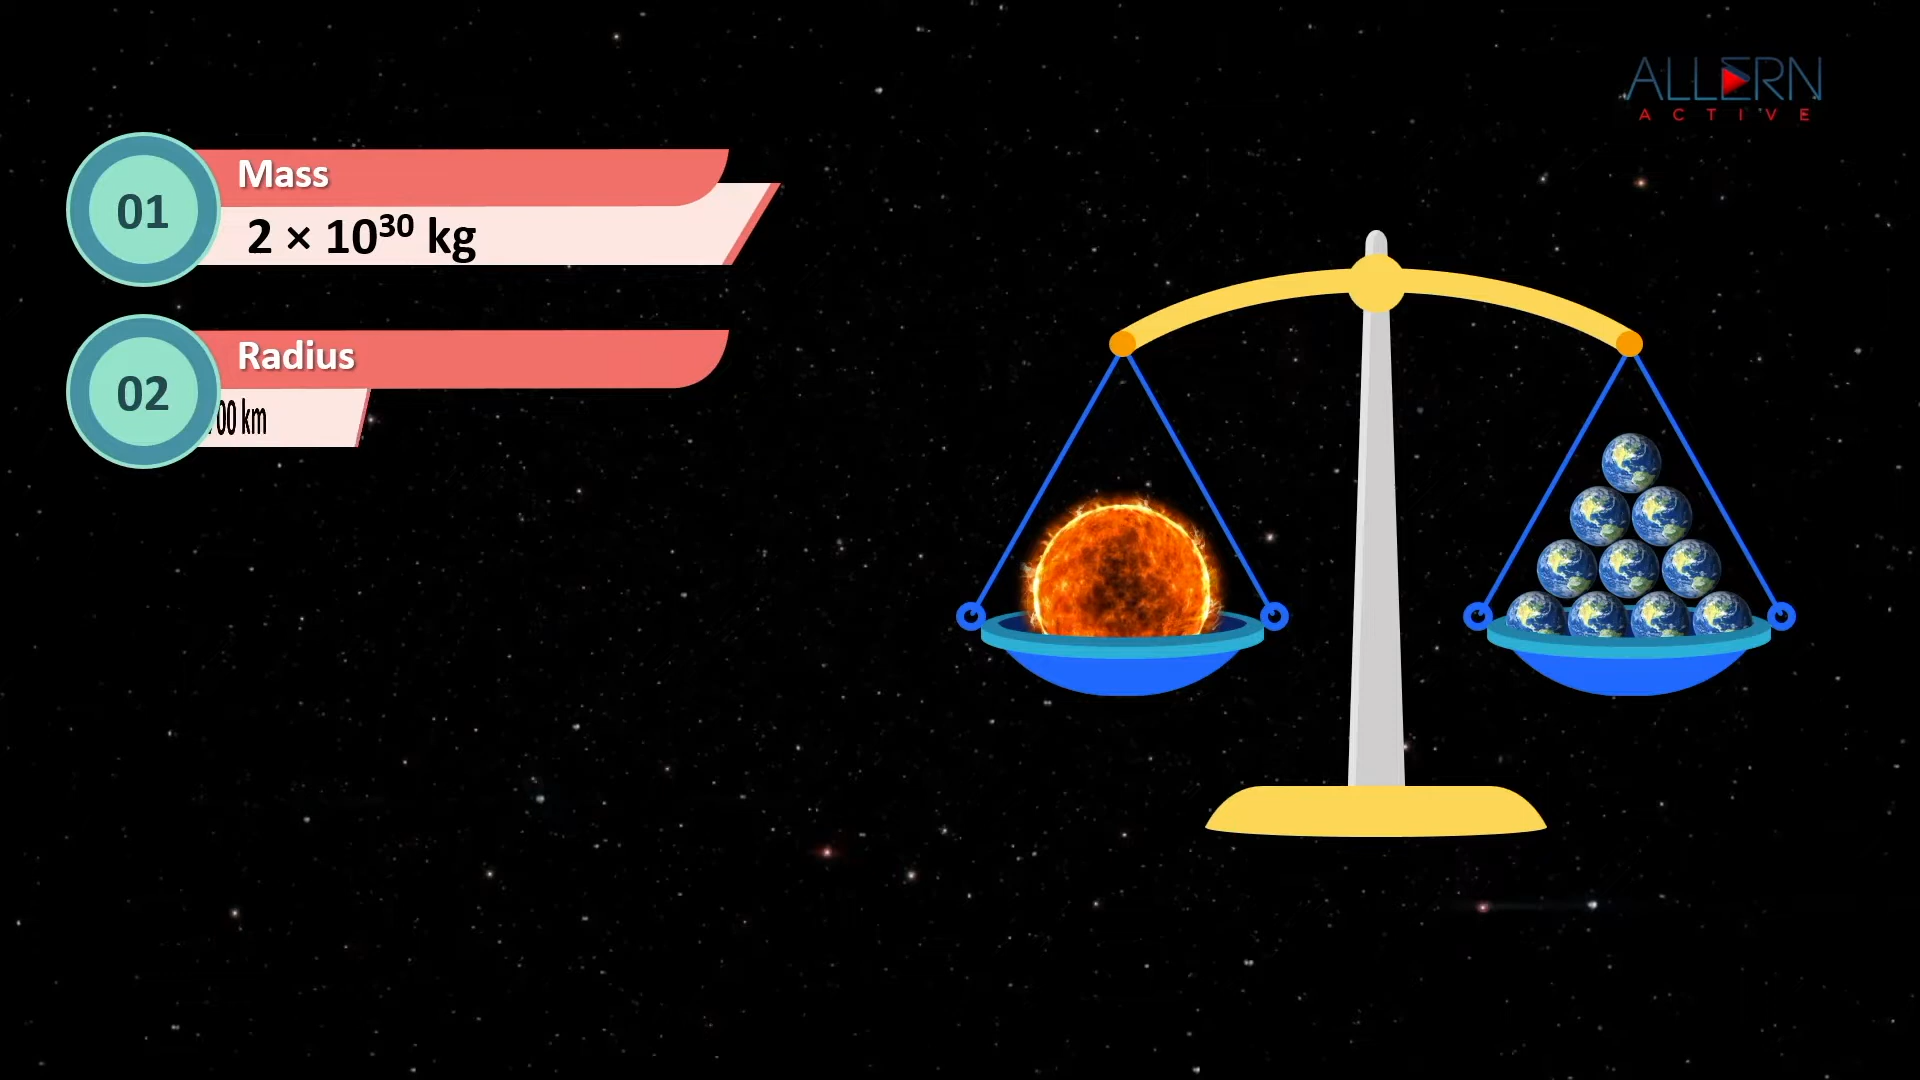 ALLERN
ACTIVE
01
Mass
2 × 10³⁰ kg
02
Radius
00 km